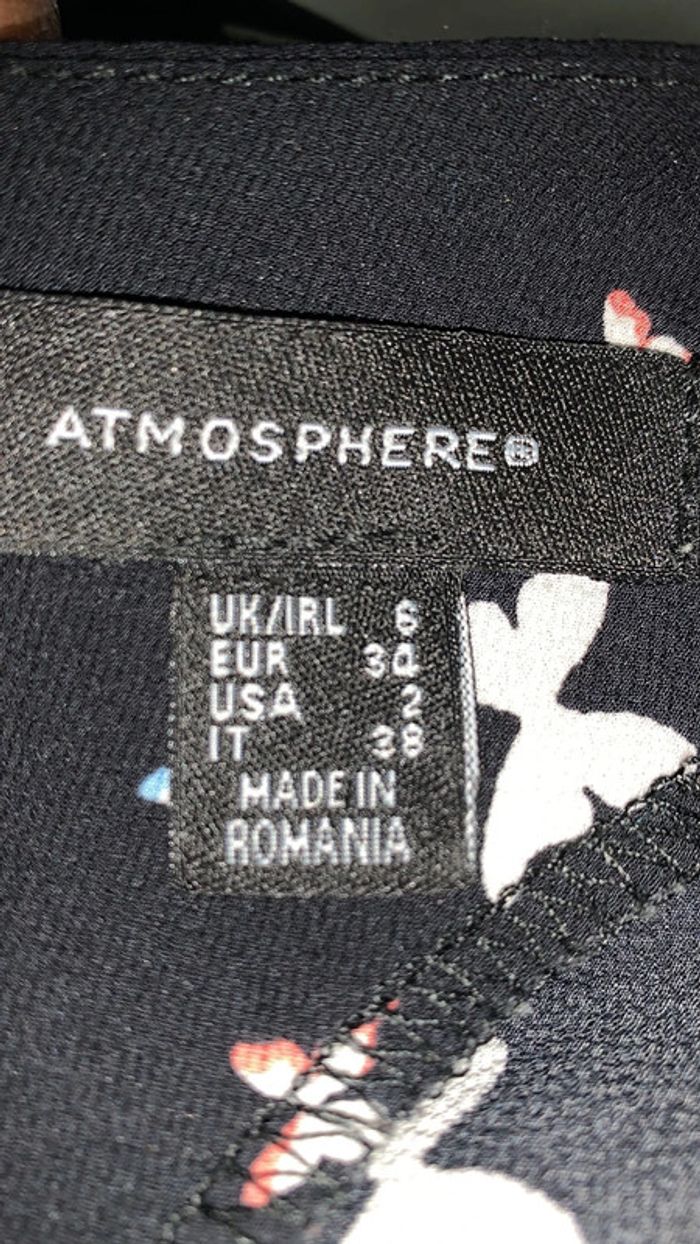 ATMOSPHERE®
UK/IRL 6
EUR 34
USA 2
IT 38
MADE IN
ROMANIA